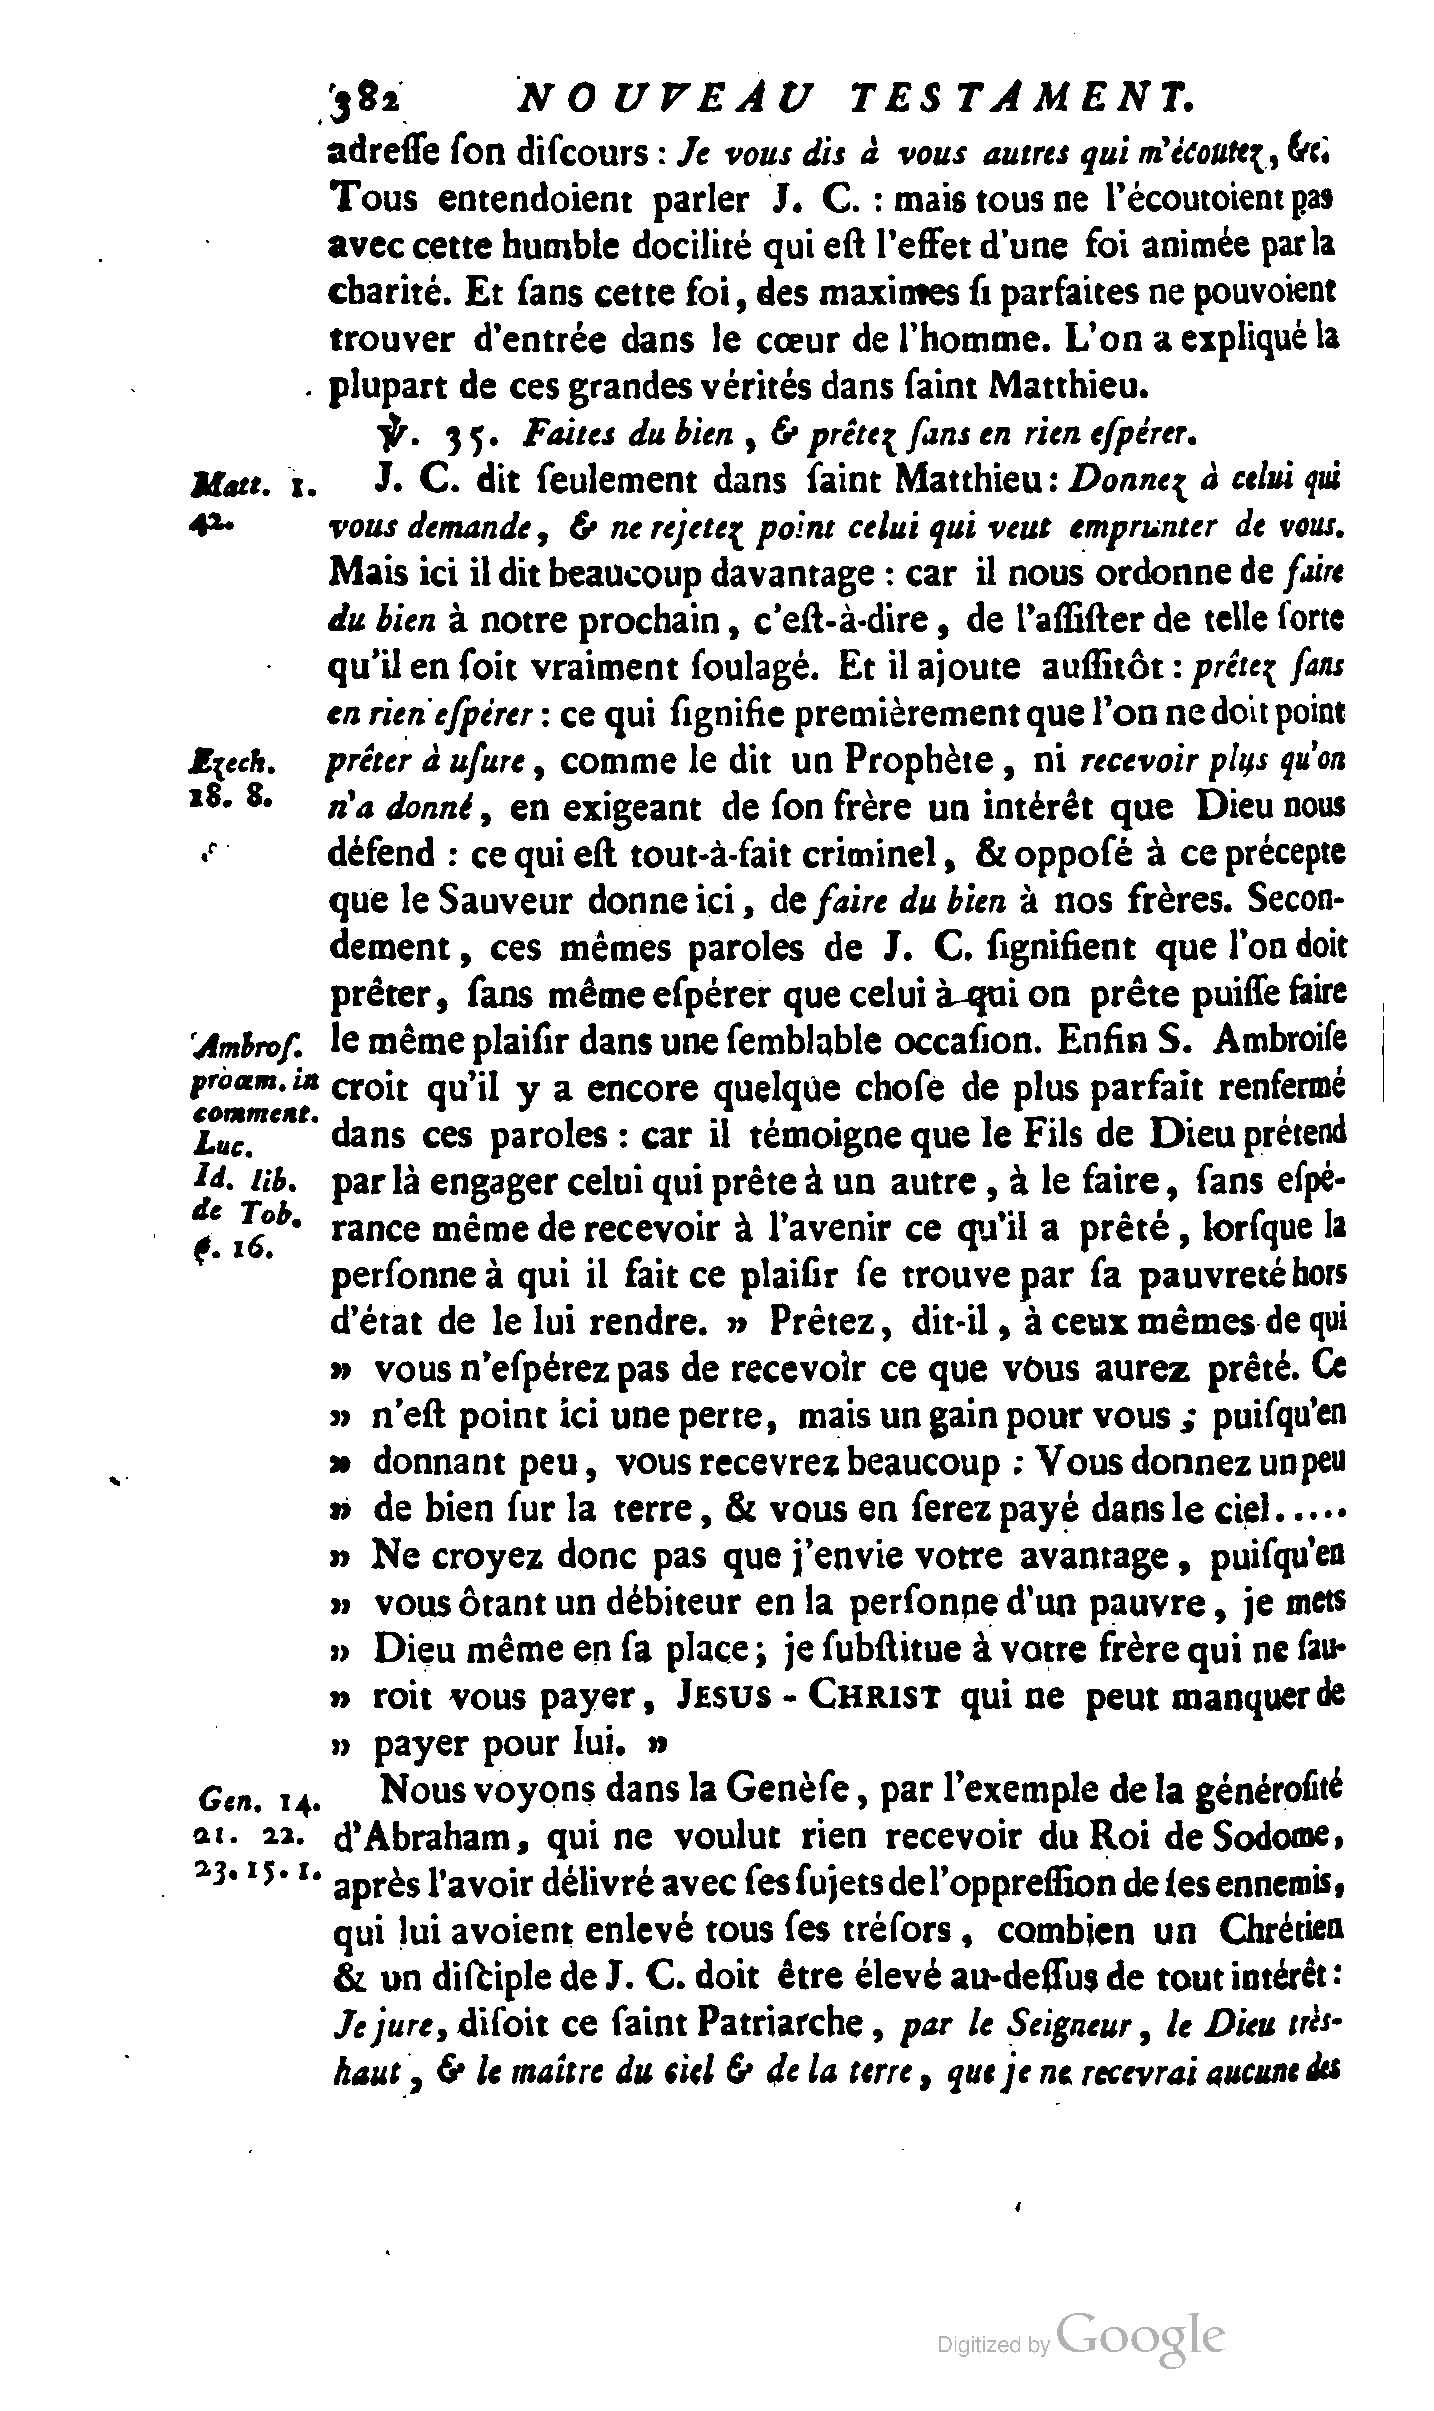 382 NOUVEAU TESTAMENT.
adreſſe ſon diſcours : Je vous dis à vous autres qui m'écoutez, &c.
Tous entendoient parler J. C. : mais tous ne l'écoutoient pas
avec cette humble docilité qui eſt l'effet d'une foi animée par la
charité. Et ſans cette foi, des maximes ſi parfaites ne pouvoient
trouver d'entrée dans le cœur de l'homme. L'on a expliqué la
plupart de ces grandes vérités dans ſaint Matthieu.
℣. 35. Faites du bien, & prêtez ſans en rien eſpérer.
Matt. 1. J. C. dit ſeulement dans ſaint Matthieu : Donnez à celui qui
42. vous demande, & ne rejetez point celui qui veut emprunter de vous.
Mais ici il dit beaucoup davantage : car il nous ordonne de faire
du bien à notre prochain, c'eſt-à-dire, de l'aſſiſter de telle ſorte
qu'il en ſoit vraiment ſoulagé. Et il ajoute auſſitôt : prêtez ſans
en rien eſpérer : ce qui ſignifie premièrement que l'on ne doit point
Ezech. prêter à uſure, comme le dit un Prophète, ni recevoir plus qu'on
18. 8. n'a donné, en exigeant de ſon frère un intérêt que Dieu nous
défend : ce qui eſt tout-à-fait criminel, & oppoſé à ce précepte
que le Sauveur donne ici, de faire du bien à nos frères. Secon-
dement, ces mêmes paroles de J. C. ſignifient que l'on doit
prêter, ſans même eſpérer que celui à qui on prête puiſſe faire
Ambroſ. le même plaiſir dans une ſemblable occaſion. Enfin S. Ambroiſe
proœm. in croit qu'il y a encore quelque choſe de plus parfait renfermé
comment.
Luc. dans ces paroles : car il témoigne que le Fils de Dieu prétend
Id. lib. par là engager celui qui prête à un autre, à le faire, ſans eſpé-
de Tob. rance même de recevoir à l'avenir ce qu'il a prêté, lorſque la
c. 16.
perſonne à qui il fait ce plaiſir ſe trouve par ſa pauvreté hors
d'état de le lui rendre. » Prêtez, dit-il, à ceux mêmes de qui
» vous n'eſpérez pas de recevoir ce que vous aurez prêté. Ce
» n'eſt point ici une perte, mais un gain pour vous ; puiſqu'en
» donnant peu, vous recevrez beaucoup : Vous donnez un peu
» de bien ſur la terre, & vous en ſerez payé dans le ciel.....
» Ne croyez donc pas que j'envie votre avantage, puiſqu'en
» vous ôtant un débiteur en la perſonne d'un pauvre, je mets
» Dieu même en ſa place ; je ſubſtitue à votre frère qui ne ſau-
» roit vous payer, JESUS-CHRIST qui ne peut manquer de
» payer pour lui. »
Gen. 14. Nous voyons dans la Genèſe, par l'exemple de la généroſité
21. 22. d'Abraham, qui ne voulut rien recevoir du Roi de Sodome,
23. 15. 1. après l'avoir délivré avec ſes ſujets de l'oppreſſion de ſes ennemis,
qui lui avoient enlevé tous ſes tréſors, combien un Chrétien
& un diſciple de J. C. doit être élevé au-deſſus de tout intérêt :
Je jure, diſoit ce ſaint Patriarche, par le Seigneur, le Dieu très-
haut, & le maître du ciel & de la terre, que je ne recevrai aucune des
Digitized by Google